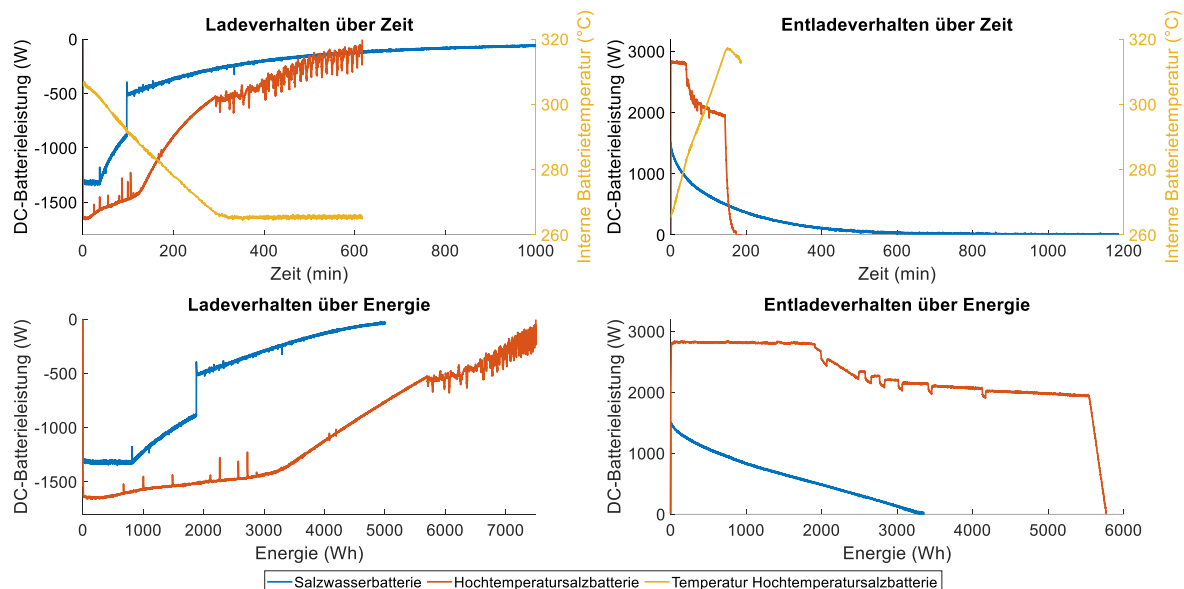 Ladeverhalten über Zeit
DC-Batterieleistung (W)
0
-500
-1000
-1500
0 200 400 600 800 1000
Zeit (min)
320
300
280
260
Interne Batterietemperatur (°C)
Entladeverhalten über Zeit
DC-Batterieleistung (W)
3000
2000
1000
0
0 200 400 600 800 1000 1200
Zeit (min)
320
300
280
260
Interne Batterietemperatur (°C)
Ladeverhalten über Energie
DC-Batterieleistung (W)
0
-500
-1000
-1500
0 1000 2000 3000 4000 5000 6000 7000
Energie (Wh)
Entladeverhalten über Energie
DC-Batterieleistung (W)
3000
2000
1000
0
0 1000 2000 3000 4000 5000 6000
Energie (Wh)
Salzwasserbatterie Hochtemperatursalzbatterie Temperatur Hochtemperatursalzbatterie